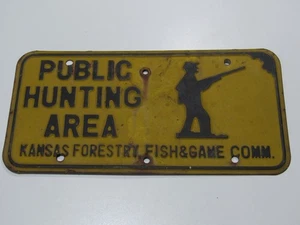 PUBLIC
HUNTING
AREA
KANSAS FORESTRY, FISH&GAME COMM.